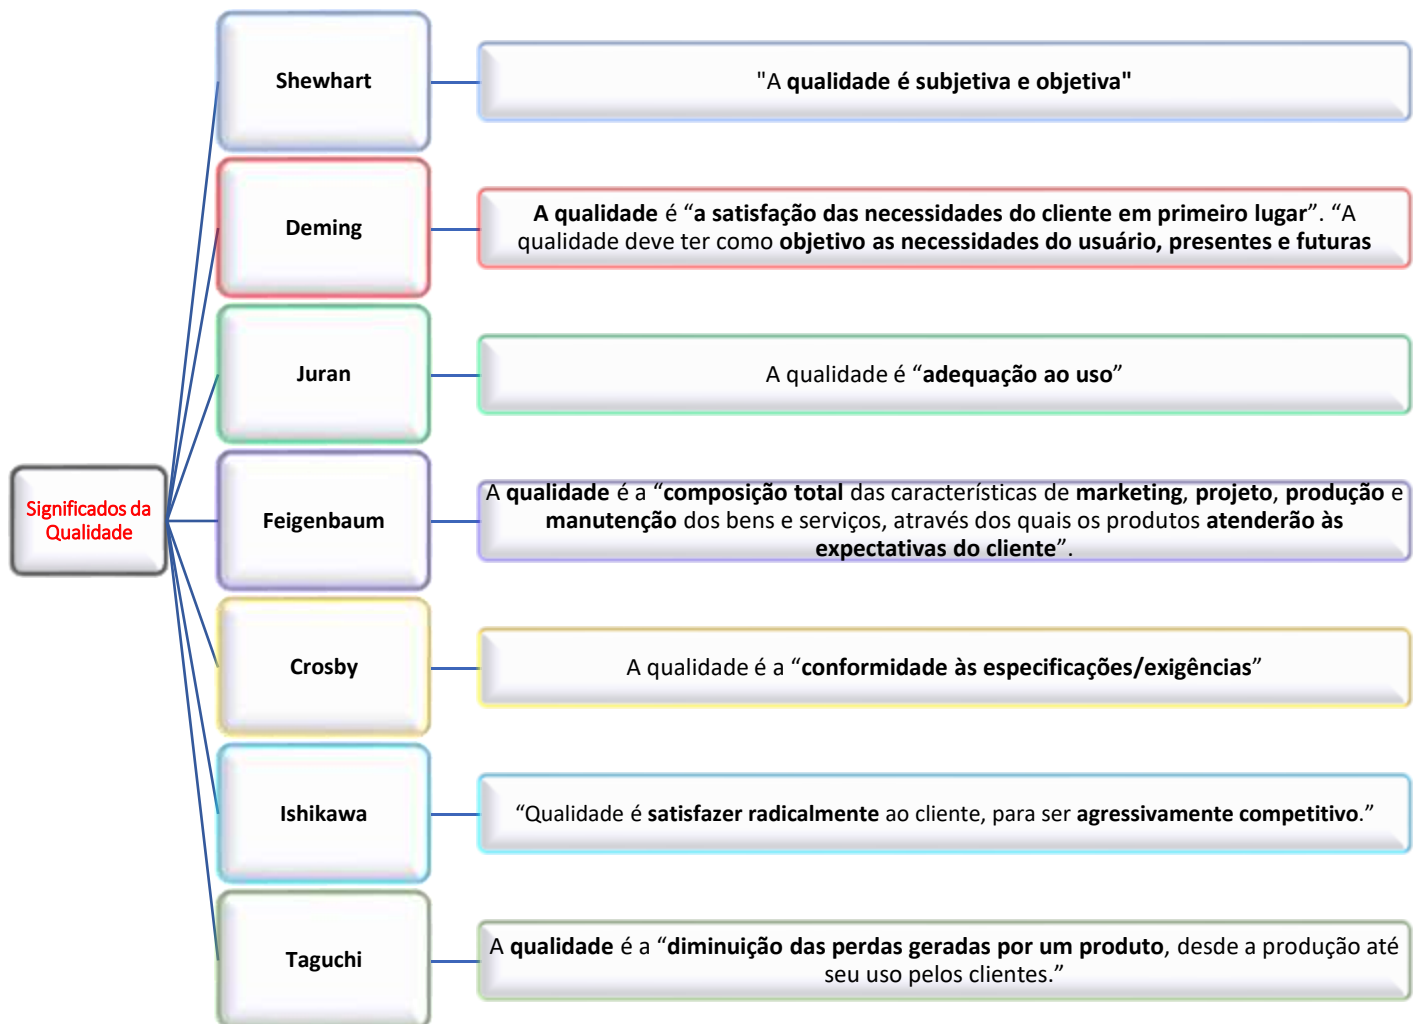 Significados da
Qualidade
Shewhart
"A qualidade é subjetiva e objetiva"
Deming
A qualidade é “a satisfação das necessidades do cliente em primeiro lugar”. “A
qualidade deve ter como objetivo as necessidades do usuário, presentes e futuras
Juran
A qualidade é “adequação ao uso”
Feigenbaum
A qualidade é a “composição total das características de marketing, projeto, produção e
manutenção dos bens e serviços, através dos quais os produtos atenderão às
expectativas do cliente”.
Crosby
A qualidade é a “conformidade às especificações/exigências”
Ishikawa
“Qualidade é satisfazer radicalmente ao cliente, para ser agressivamente competitivo.”
Taguchi
A qualidade é a “diminuição das perdas geradas por um produto, desde a produção até
seu uso pelos clientes.”